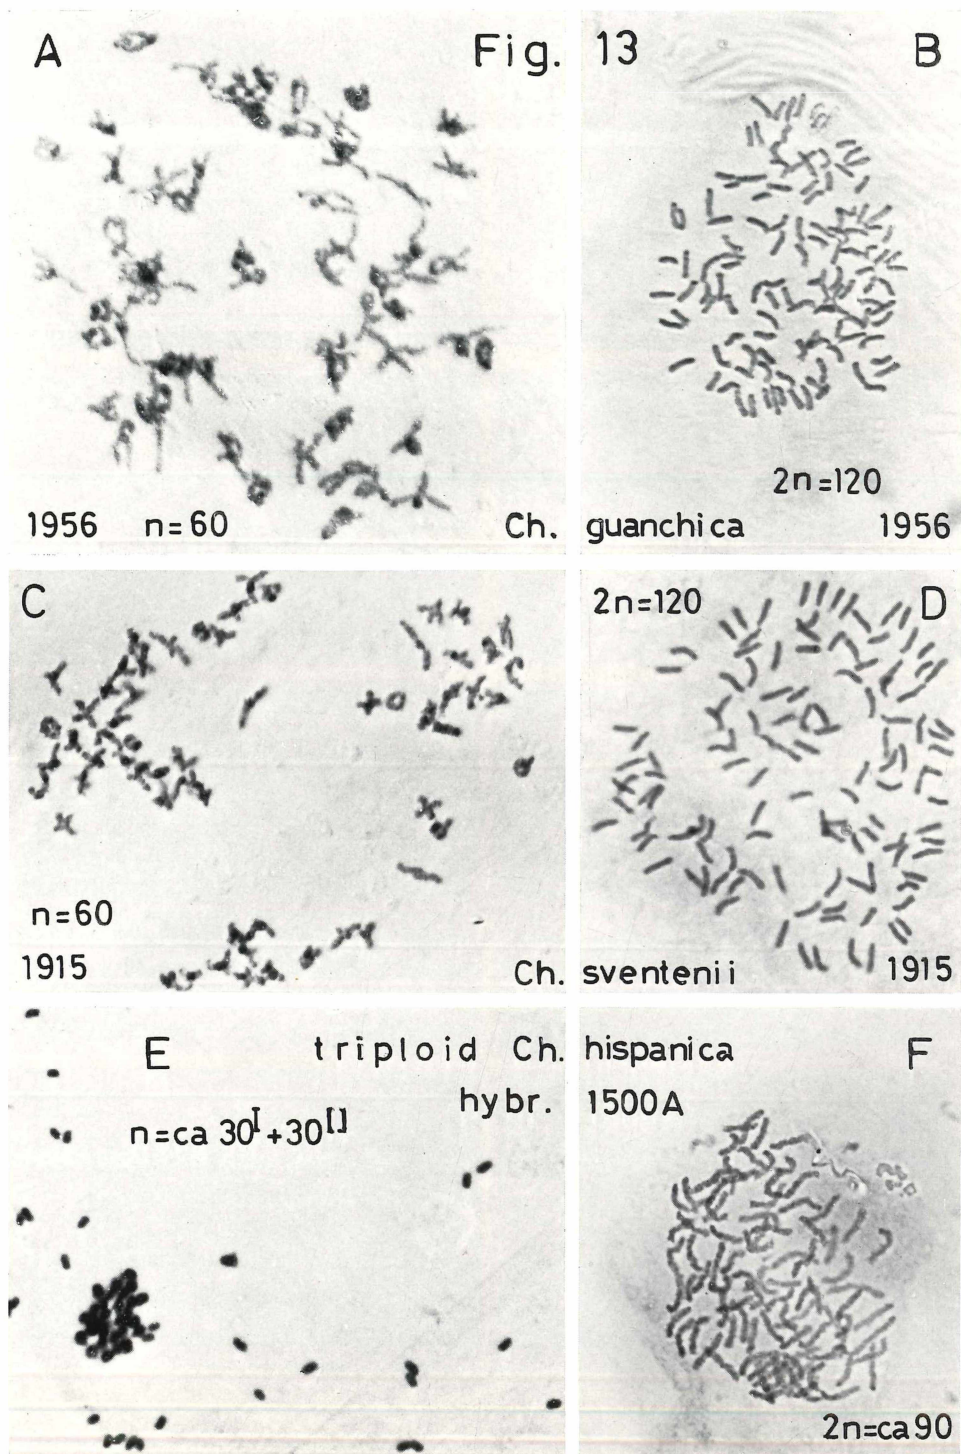 A Fig. 13 B
2n=120
1956 n=60 Ch. guanchica 1956
C 2n=120 D
n=60
1915 Ch. sventenii 1915
E triploid Ch. hispanica F
hybr. 1500A
n=ca 30I+30II
2n=ca90